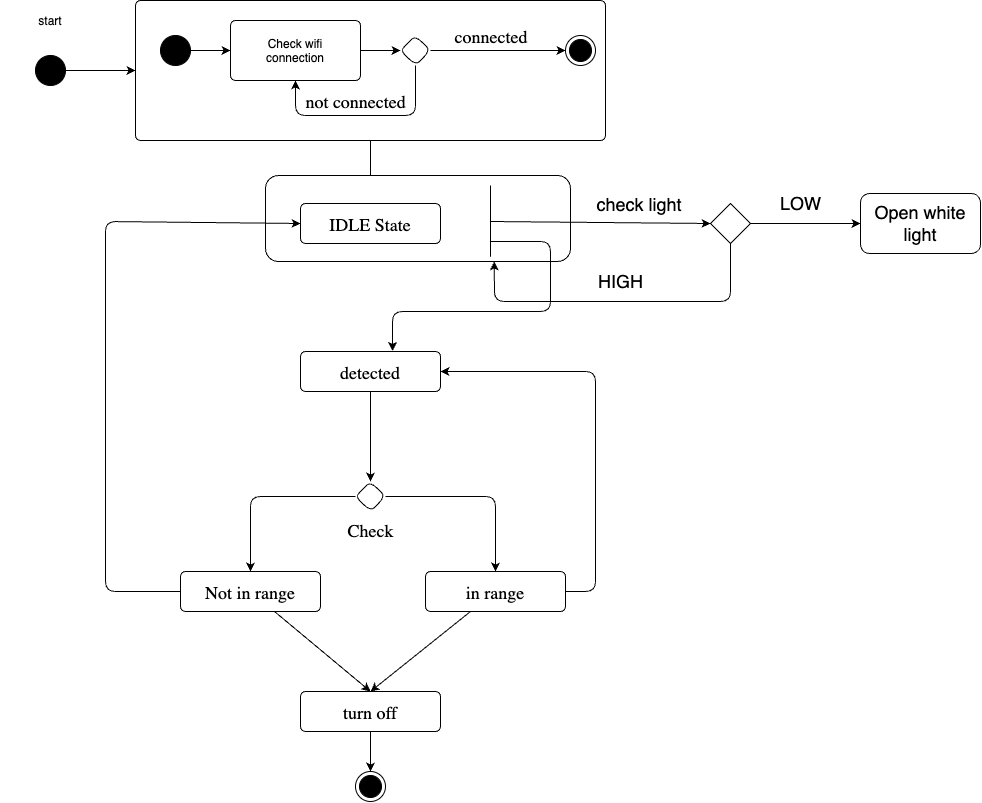 start
Check wifi
connection
connected
not connected
IDLE State
check light
LOW
Open white
light
HIGH
detected
Check
Not in range
in range
turn off